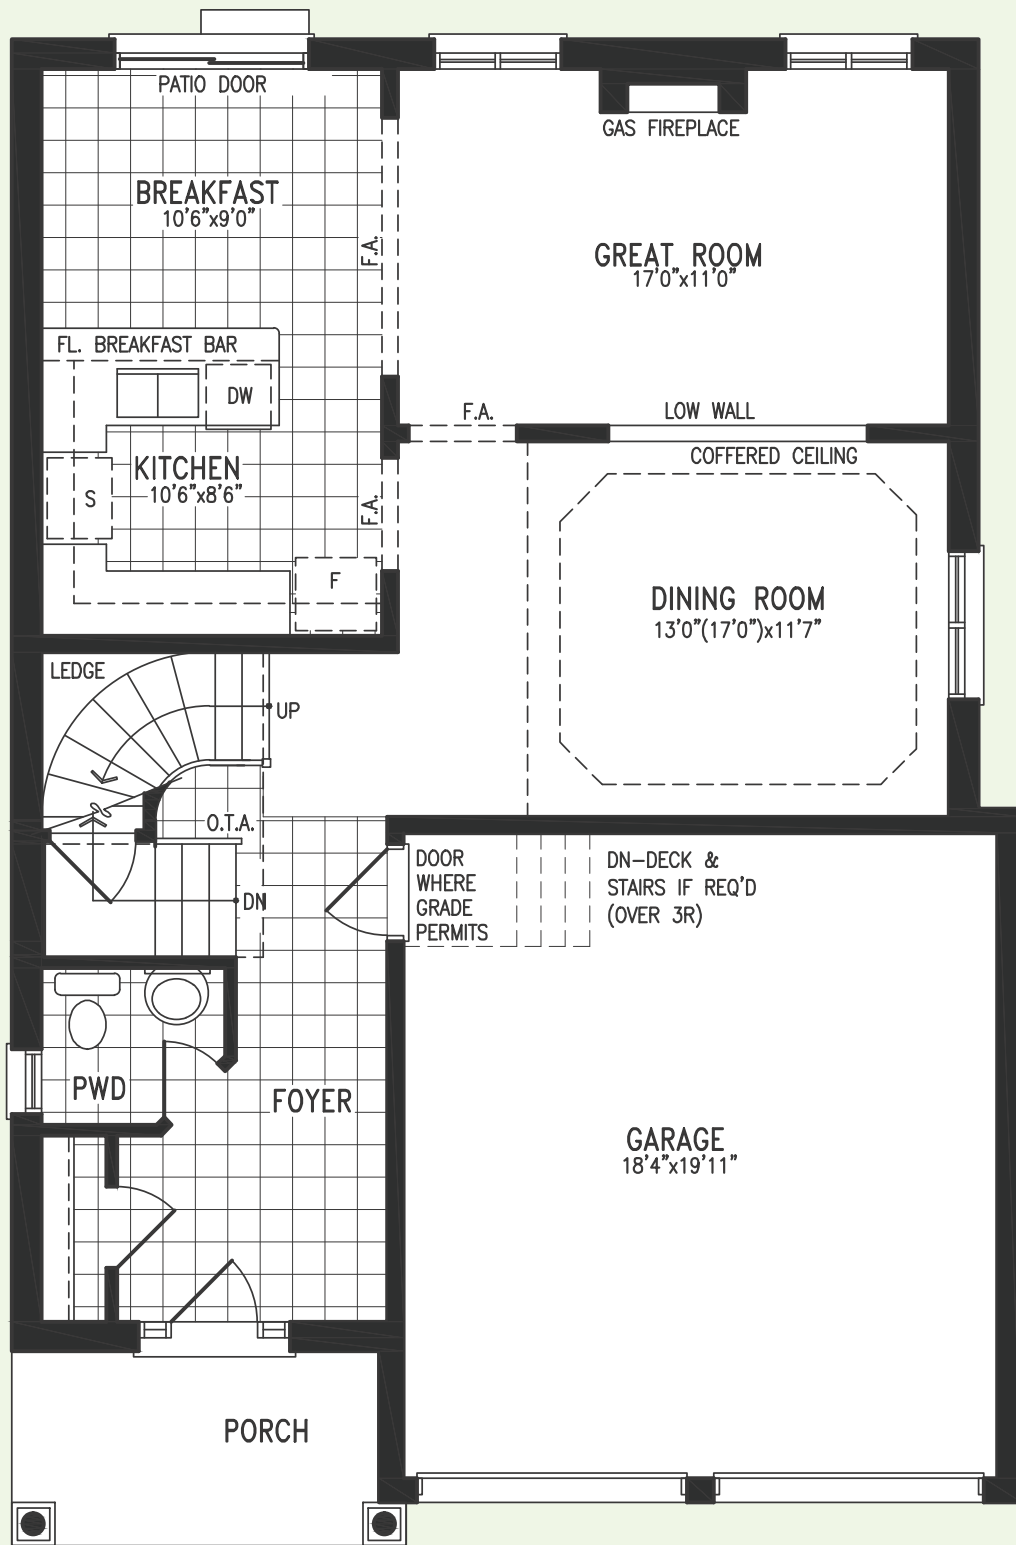 PATIO DOOR
GAS FIREPLACE
BREAKFAST
10'6"x9'0"
F.A.
GREAT ROOM
17'0"x11'0"
FL. BREAKFAST BAR
DW
F.A.
LOW WALL
COFFERED CEILING
KITCHEN
10'6"x8'6"
S
F.A.
F
DINING ROOM
13'0"(17'0")x11'7"
LEDGE
UP
O.T.A.
DN
DOOR
WHERE
GRADE
PERMITS
DN-DECK &
STAIRS IF REQ'D
(OVER 3R)
PWD
FOYER
GARAGE
18'4"x19'11"
PORCH